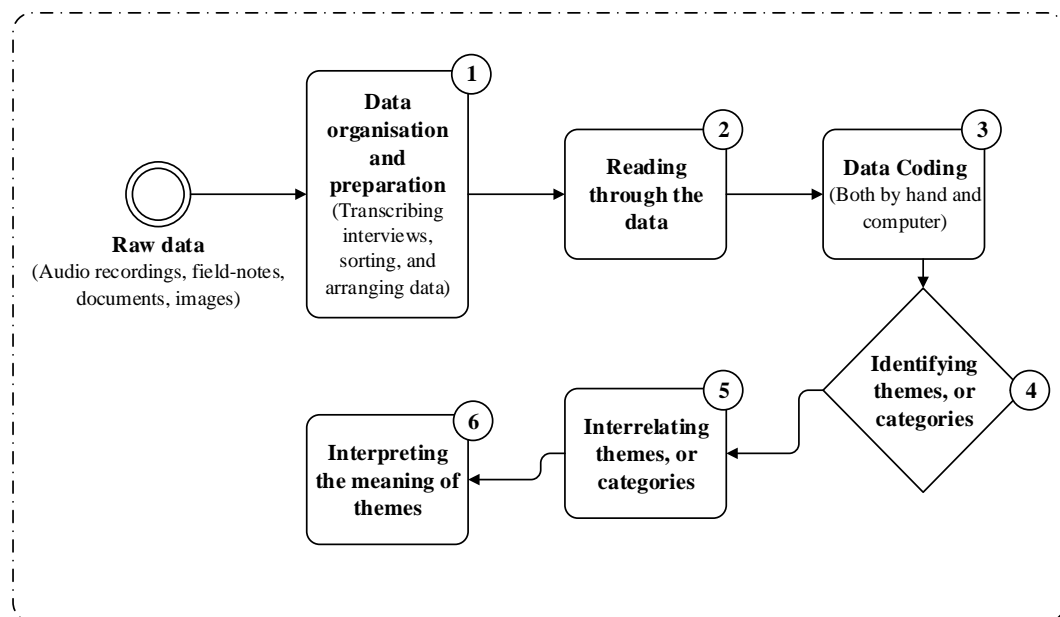 Raw data
(Audio recordings, field-notes,
documents, images)
1
Data
organisation
and
preparation
(Transcribing
interviews,
sorting, and
arranging data)
2
Reading
through the
data
3
Data Coding
(Both by hand and
computer)
4
Identifying
themes, or
categories
5
Interrelating
themes, or
categories
6
Interpreting
the meaning of
themes